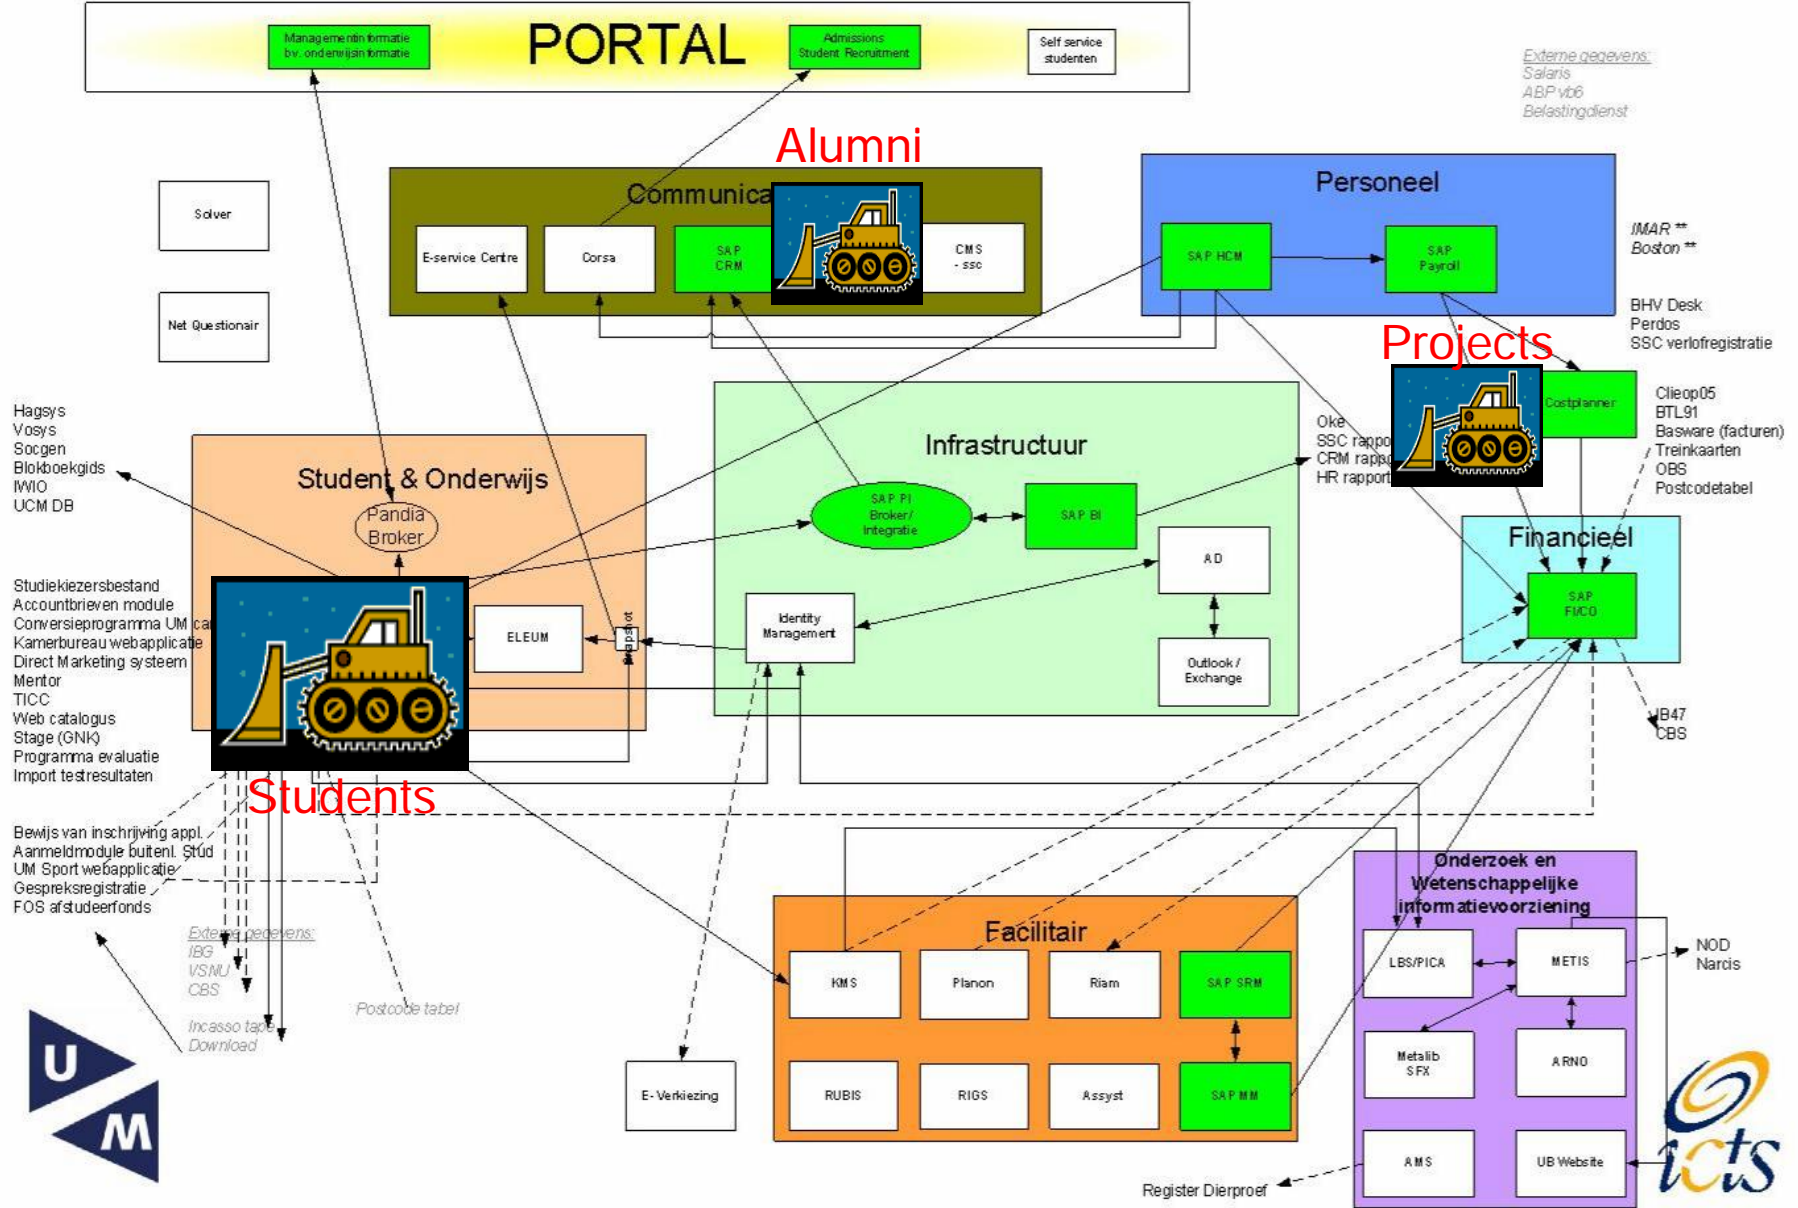 Managementinformatie
bv. onderwijsinformatie
PORTAL
Admissions
Student Recruitment
Self service
studenten
Externe gegevens:
Salaris
ABP vb6
Belastingdienst
Alumni
Communica
E-service Centre
Corsa
SAP
CRM
CMS
- ssc
Personeel
SAP HCM
SAP
Payroll
IMAR **
Boston **
BHV Desk
Perdos
SSC verlofregistratie
Solver
Net Questionair
Projects
Costplanner
Clieop05
BTL91
Basware (facturen)
Treinkaarten
OBS
Postcodetabel
Oke
SSC rappo
CRM rappo
HR rapport
Hagsys
Vosys
Socgen
Blokboekgids
IWIO
UCM DB
Student & Onderwijs
Pandia
Broker
ELEUM
Infrastructuur
SAP PI
Broker/
Integratie
SAP BI
AD
Identity
Management
Outlook /
Exchange
Financieel
SAP
FI/CO
IB47
CBS
Studiekiezersbestand
Accountbrieven module
Conversieprogramma UM ca
Kamerbureau webapplicatie
Direct Marketing systeem
Mentor
TICC
Web catalogus
Stage (GNK)
Programma evaluatie
Import testresultaten
Students
Bewijs van inschrijving appl.
Aanmeldmodule buitenl. Stud
UM Sport webapplicatie
Gespreksregistratie
FOS afstudeerfonds
Externe gegevens:
IBG
VSNU
CBS
Incasso tape
Download
Postcode tabel
E-Verkiezing
Facilitair
KMS
Planon
Riam
SAP SRM
RUBIS
RIGS
Assyst
SAP MM
Onderzoek en
Wetenschappelijke
informatievoorziening
LBS/PICA
METIS
Metalib
SFX
ARNO
AMS
UB Website
NOD
Narcis
Register Dierproef
U
M
icts